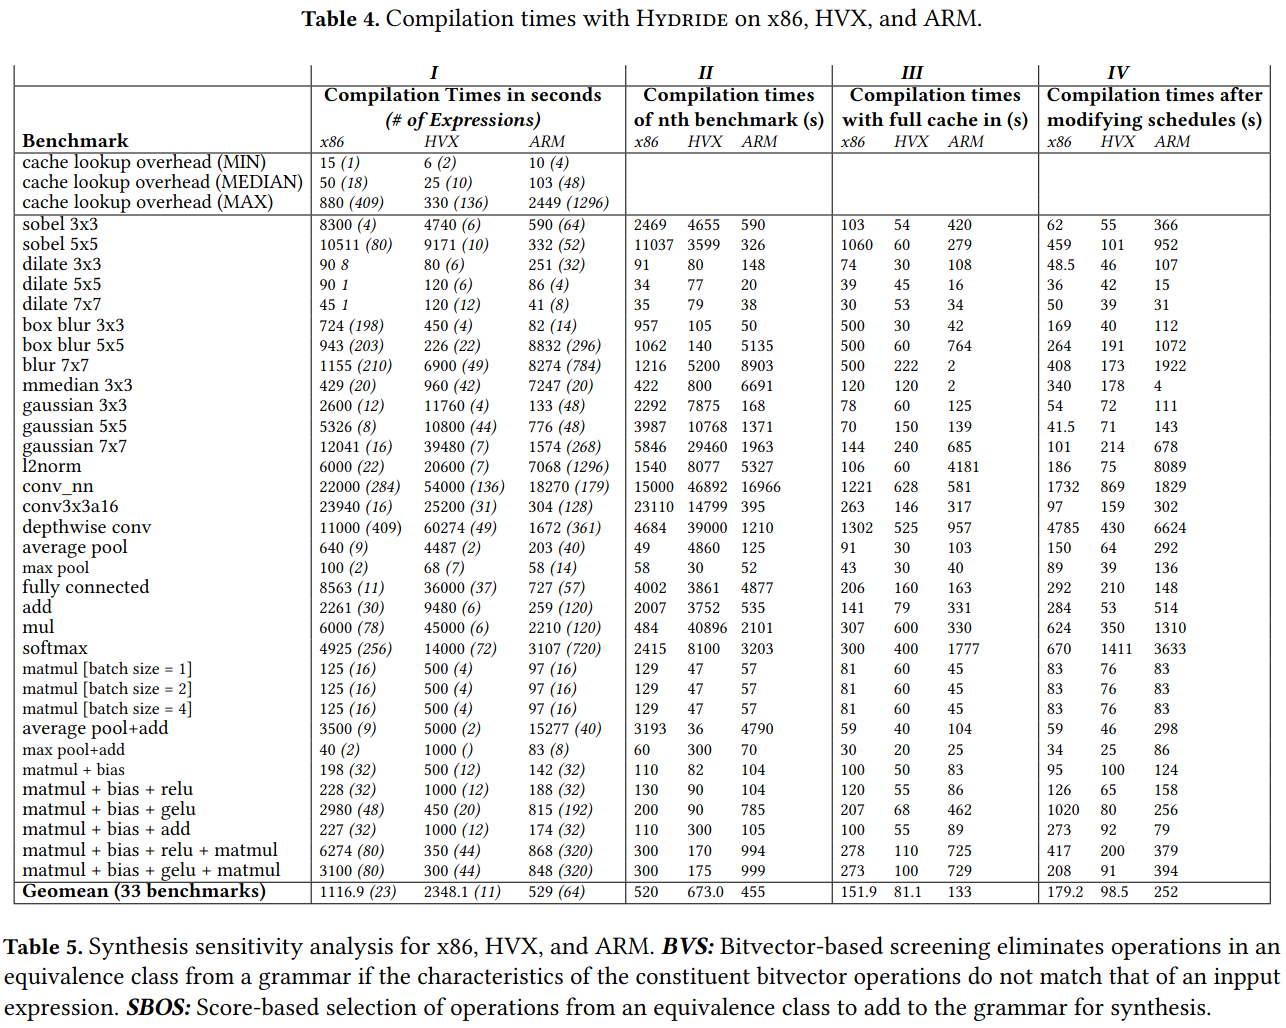 Table 4. Compilation times with HYDRIDE on x86, HVX, and ARM.
I II III IV
Compilation Times in seconds Compilation times Compilation times Compilation times after
(# of Expressions) of nth benchmark (s) with full cache in (s) modifying schedules (s)
Benchmark x86 HVX ARM x86 HVX ARM x86 HVX ARM x86 HVX ARM
cache lookup overhead (MIN) 15 (1) 6 (2) 10 (4)
cache lookup overhead (MEDIAN) 50 (18) 25 (10) 103 (48)
cache lookup overhead (MAX) 880 (409) 330 (136) 2449 (1296)
sobel 3x3 8300 (4) 4740 (6) 590 (64) 2469 4655 590 103 54 420 62 55 366
sobel 5x5 10511 (80) 9171 (10) 332 (52) 11037 3599 326 1060 60 279 459 101 952
dilate 3x3 90 8 80 (6) 251 (32) 91 80 148 74 30 108 48.5 46 107
dilate 5x5 90 1 120 (6) 86 (4) 34 77 20 39 45 16 36 42 15
dilate 7x7 45 1 120 (12) 41 (8) 35 79 38 30 53 34 50 39 31
box blur 3x3 724 (198) 450 (4) 82 (14) 957 105 50 500 30 42 169 40 112
box blur 5x5 943 (203) 226 (22) 8832 (296) 1062 140 5135 500 60 764 264 191 1072
blur 7x7 1155 (210) 6900 (49) 8274 (784) 1216 5200 8903 500 222 2 408 173 1922
mmedian 3x3 429 (20) 960 (42) 7247 (20) 422 800 6691 120 120 2 340 178 4
gaussian 3x3 2600 (12) 11760 (4) 133 (48) 2292 7875 168 78 60 125 54 72 111
gaussian 5x5 5326 (8) 10800 (44) 776 (48) 3987 10768 1371 70 150 139 41.5 71 143
gaussian 7x7 12041 (16) 39480 (7) 1574 (268) 5846 29460 1963 144 240 685 101 214 678
l2norm 6000 (22) 20600 (7) 7068 (1296) 1540 8077 5327 106 60 4181 186 75 8089
conv_nn 22000 (284) 54000 (136) 18270 (179) 15000 46892 16966 1221 628 581 1732 869 1829
conv3x3a16 23940 (16) 25200 (31) 304 (128) 23110 14799 395 263 146 317 97 159 302
depthwise conv 11000 (409) 60274 (49) 1672 (361) 4684 39000 1210 1302 525 957 4785 430 6624
average pool 640 (9) 4487 (2) 203 (40) 49 4860 125 91 30 103 150 64 292
max pool 100 (2) 68 (7) 58 (14) 58 30 52 43 30 40 89 39 136
fully connected 8563 (11) 36000 (37) 727 (57) 4002 3861 4877 206 160 163 292 210 148
add 2261 (30) 9480 (6) 259 (120) 2007 3752 535 141 79 331 284 53 514
mul 6000 (78) 45000 (6) 2210 (120) 484 40896 2101 307 600 330 624 350 1310
softmax 4925 (256) 14000 (72) 3107 (720) 2415 8100 3203 300 400 1777 670 1411 3633
matmul [batch size = 1] 125 (16) 500 (4) 97 (16) 129 47 57 81 60 45 83 76 83
matmul [batch size = 2] 125 (16) 500 (4) 97 (16) 129 47 57 81 60 45 83 76 83
matmul [batch size = 4] 125 (16) 500 (4) 97 (16) 129 47 57 81 60 45 83 76 83
average pool+add 3500 (9) 5000 (2) 15277 (40) 3193 36 4790 59 40 104 59 46 298
max pool+add 40 (2) 1000 () 83 (8) 60 300 70 30 20 25 34 25 86
matmul + bias 198 (32) 500 (12) 142 (32) 110 82 104 100 50 83 95 100 124
matmul + bias + relu 228 (32) 1000 (12) 188 (32) 130 90 104 120 55 86 126 65 158
matmul + bias + gelu 2980 (48) 450 (20) 815 (192) 200 90 785 207 68 462 1020 80 256
matmul + bias + add 227 (32) 1000 (12) 174 (32) 110 300 105 100 55 89 273 92 79
matmul + bias + relu + matmul 6274 (80) 350 (44) 868 (320) 300 170 994 278 110 725 417 200 379
matmul + bias + gelu + matmul 3100 (80) 300 (44) 848 (320) 300 175 999 273 100 729 208 91 394
Geomean (33 benchmarks) 1116.9 (23) 2348.1 (11) 529 (64) 520 673.0 455 151.9 81.1 133 179.2 98.5 252
Table 5. Synthesis sensitivity analysis for x86, HVX, and ARM. BVS: Bitvector-based screening eliminates operations in an
equivalence class from a grammar if the characteristics of the constituent bitvector operations do not match that of an inpput
expression. SBOS: Score-based selection of operations from an equivalence class to add to the grammar for synthesis.